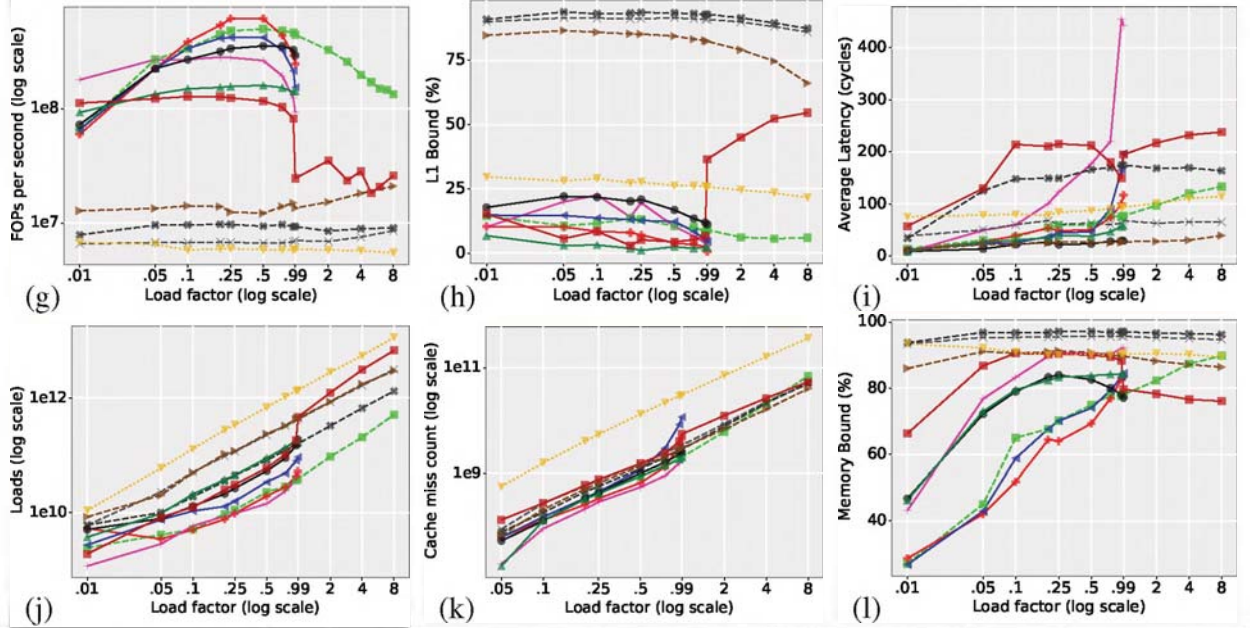 FOPs per second (log scale)
1e8
1e7
.01 .05 .1 .25 .5 .99 2 4 8
Load factor (log scale)
(g)
L1 Bound (%)
100
75
50
25
0
.01 .05 .1 .25 .5 .99 2 4 8
Load factor (log scale)
(h)
Average Latency (cycles)
400
300
200
100
0
.01 .05 .1 .25 .5 .99 2 4 8
Load factor (log scale)
(i)
Loads (log scale)
1e12
1e10
.01 .05 .1 .25 .5 .99 2 4 8
Load factor (log scale)
(j)
Cache miss count (log scale)
1e11
1e9
.05 .1 .25 .5 .99 2 4 8
Load factor (log scale)
(k)
Memory Bound (%)
100
80
60
40
.01 .05 .1 .25 .5 .99 2 4 8
Load factor (log scale)
(l)